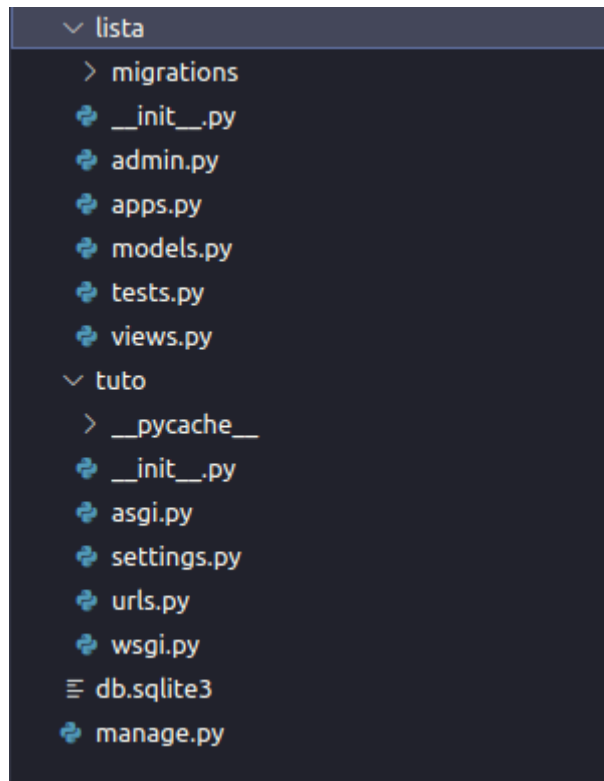 lista
migrations
__init__.py
admin.py
apps.py
models.py
tests.py
views.py
tuto
__pycache__
__init__.py
asgi.py
settings.py
urls.py
wsgi.py
db.sqlite3
manage.py